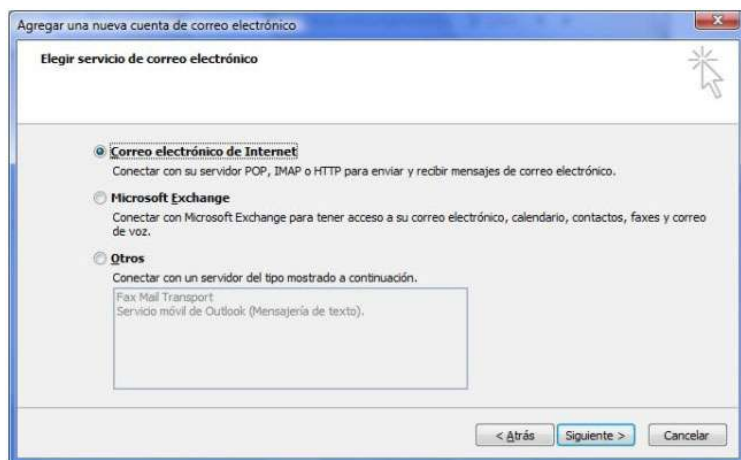 Agregar una nueva cuenta de correo electrónico
Elegir servicio de correo electrónico
Correo electrónico de Internet
Conectar con su servidor POP, IMAP o HTTP para enviar y recibir mensajes de correo electrónico.
Microsoft Exchange
Conectar con Microsoft Exchange para tener acceso a su correo electrónico, calendario, contactos, faxes y correo
de voz.
Otros
Conectar con un servidor del tipo mostrado a continuación.
Fax Mail Transport
Servicio móvil de Outlook (Mensajería de texto).
< Atrás Siguiente > Cancelar